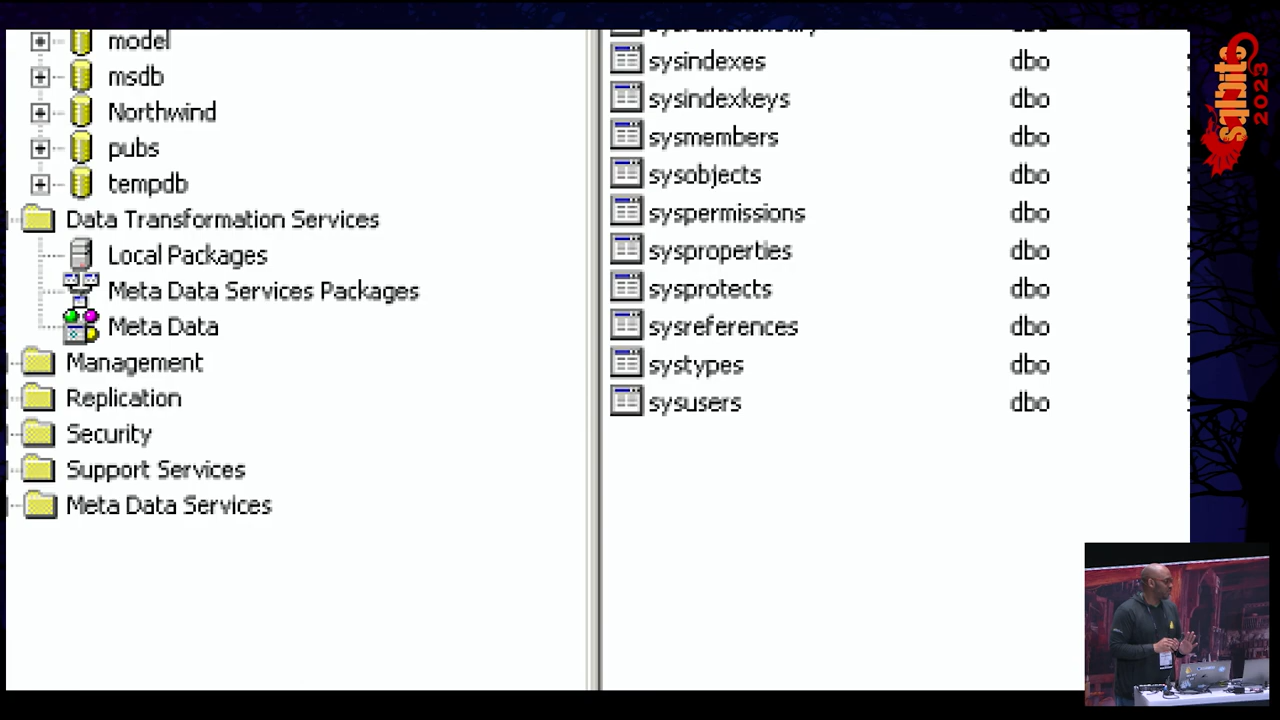 model
msdb
Northwind
pubs
tempdb
Data Transformation Services
Local Packages
Meta Data Services Packages
Meta Data
Management
Replication
Security
Support Services
Meta Data Services
sysindexes dbo
sysindexkeys dbo
sysmembers dbo
sysobjects dbo
syspermissions dbo
sysproperties dbo
sysprotects dbo
sysreferences dbo
systypes dbo
sysusers dbo
sqlbits
2023